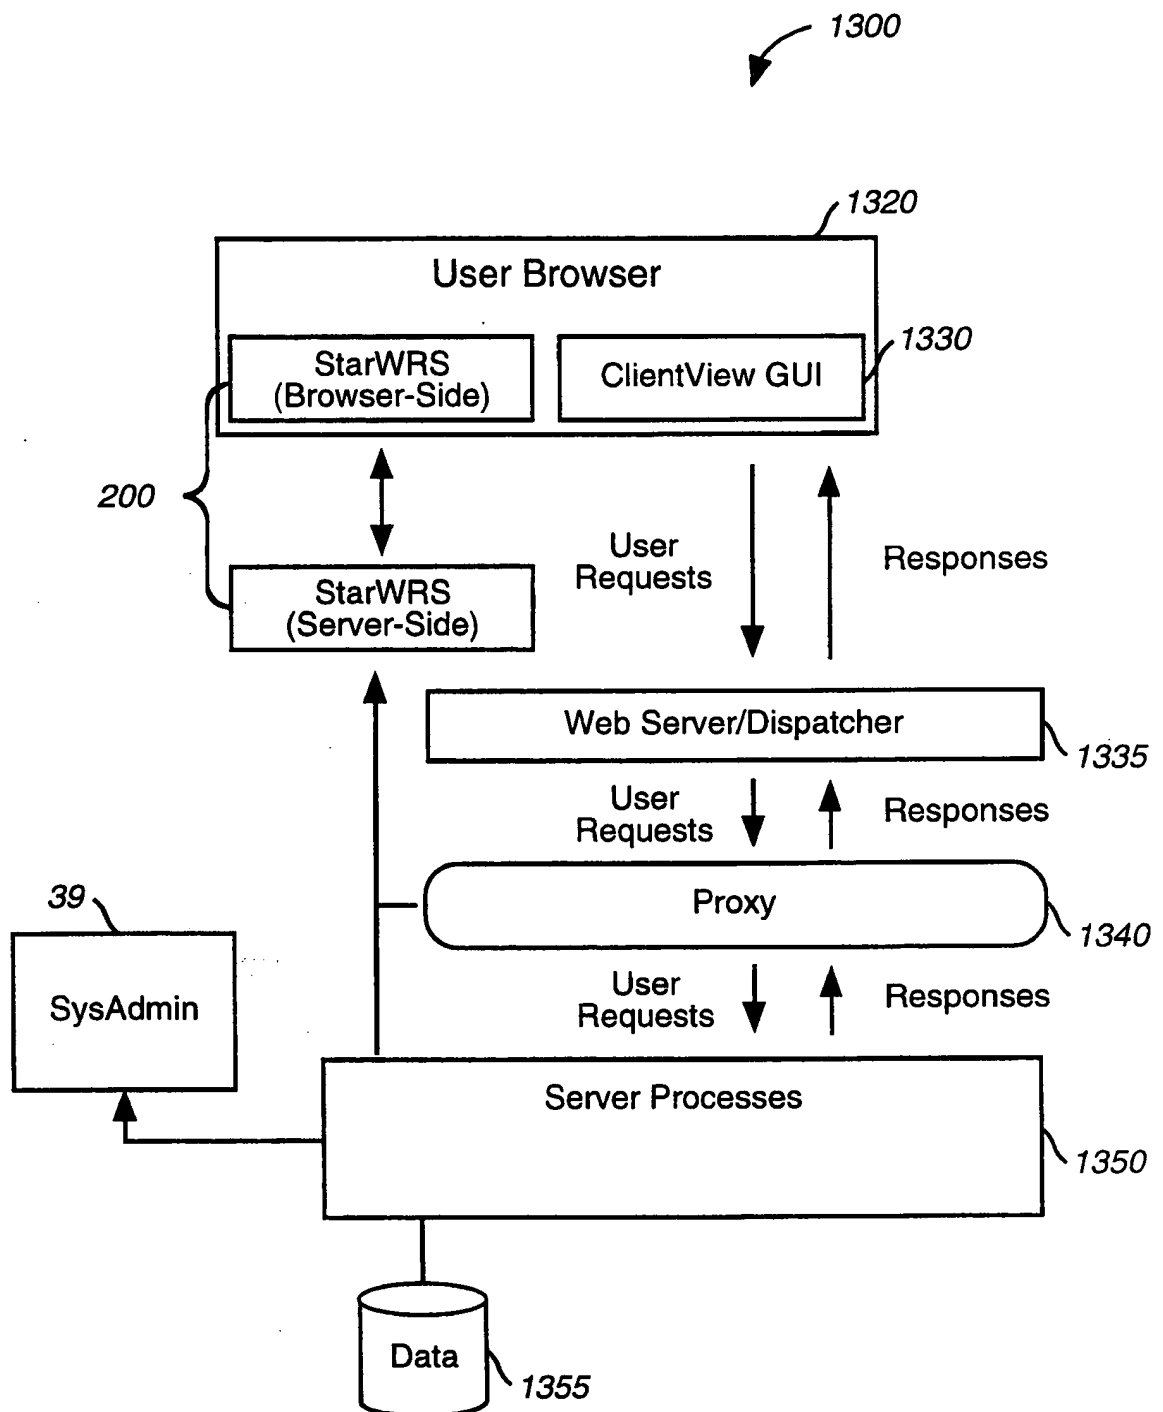 1300
1320
User Browser
1330
StarWRS
(Browser-Side)
ClientView GUI
200
User
Requests
Responses
StarWRS
(Server-Side)
Web Server/Dispatcher
1335
User
Requests
Responses
39
Proxy
1340
SysAdmin
User
Requests
Responses
Server Processes
1350
Data
1355